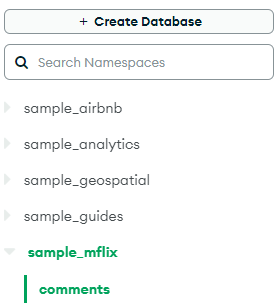 + Create Database
Search Namespaces
sample_airbnb
sample_analytics
sample_geospatial
sample_guides
sample_mflix
comments